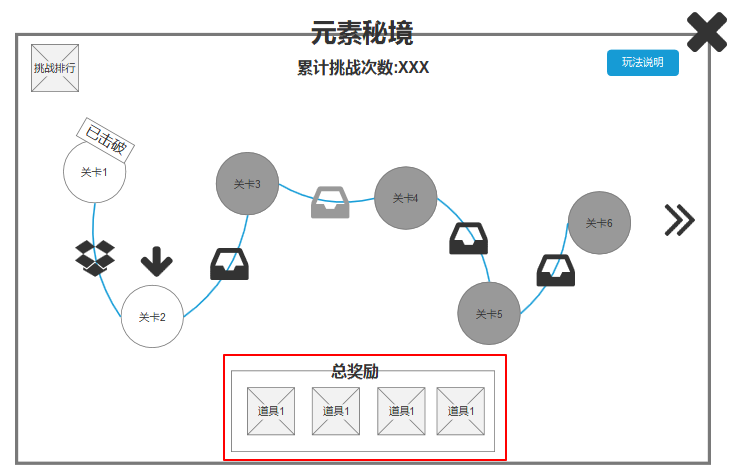 元素秘境
累计挑战次数:XXX
挑战排行
玩法说明
已击破
关卡1
关卡2
关卡3
关卡4
关卡5
关卡6
总奖励
道具1
道具1
道具1
道具1